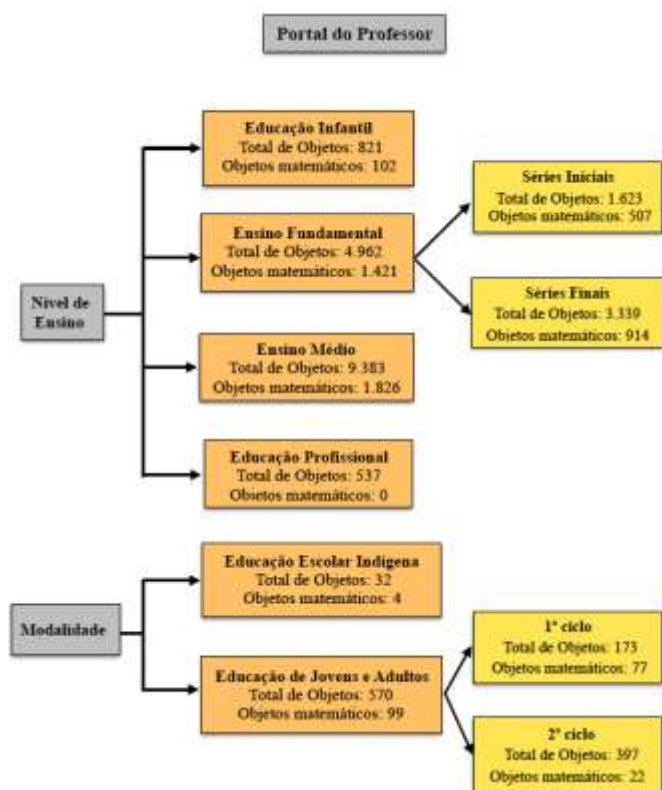 Portal do Professor
Educação Infantil
Total de Objetos: 821
Objetos matemáticos: 102
Ensino Fundamental
Total de Objetos: 4.962
Objetos matemáticos: 1.421
Séries Iniciais
Total de Objetos: 1.623
Objetos matemáticos: 507
Séries Finais
Total de Objetos: 3.339
Objetos matemáticos: 914
Nível de
Ensino
Ensino Médio
Total de Objetos: 9.383
Objetos matemáticos: 1.826
Educação Profissional
Total de Objetos: 537
Objetos matemáticos: 0
Modalidade
Educação Escolar Indígena
Total de Objetos: 32
Objetos matemáticos: 4
Educação de Jovens e Adultos
Total de Objetos: 570
Objetos matemáticos: 99
1º ciclo
Total de Objetos: 173
Objetos matemáticos: 77
2º ciclo
Total de Objetos: 397
Objetos matemáticos: 22